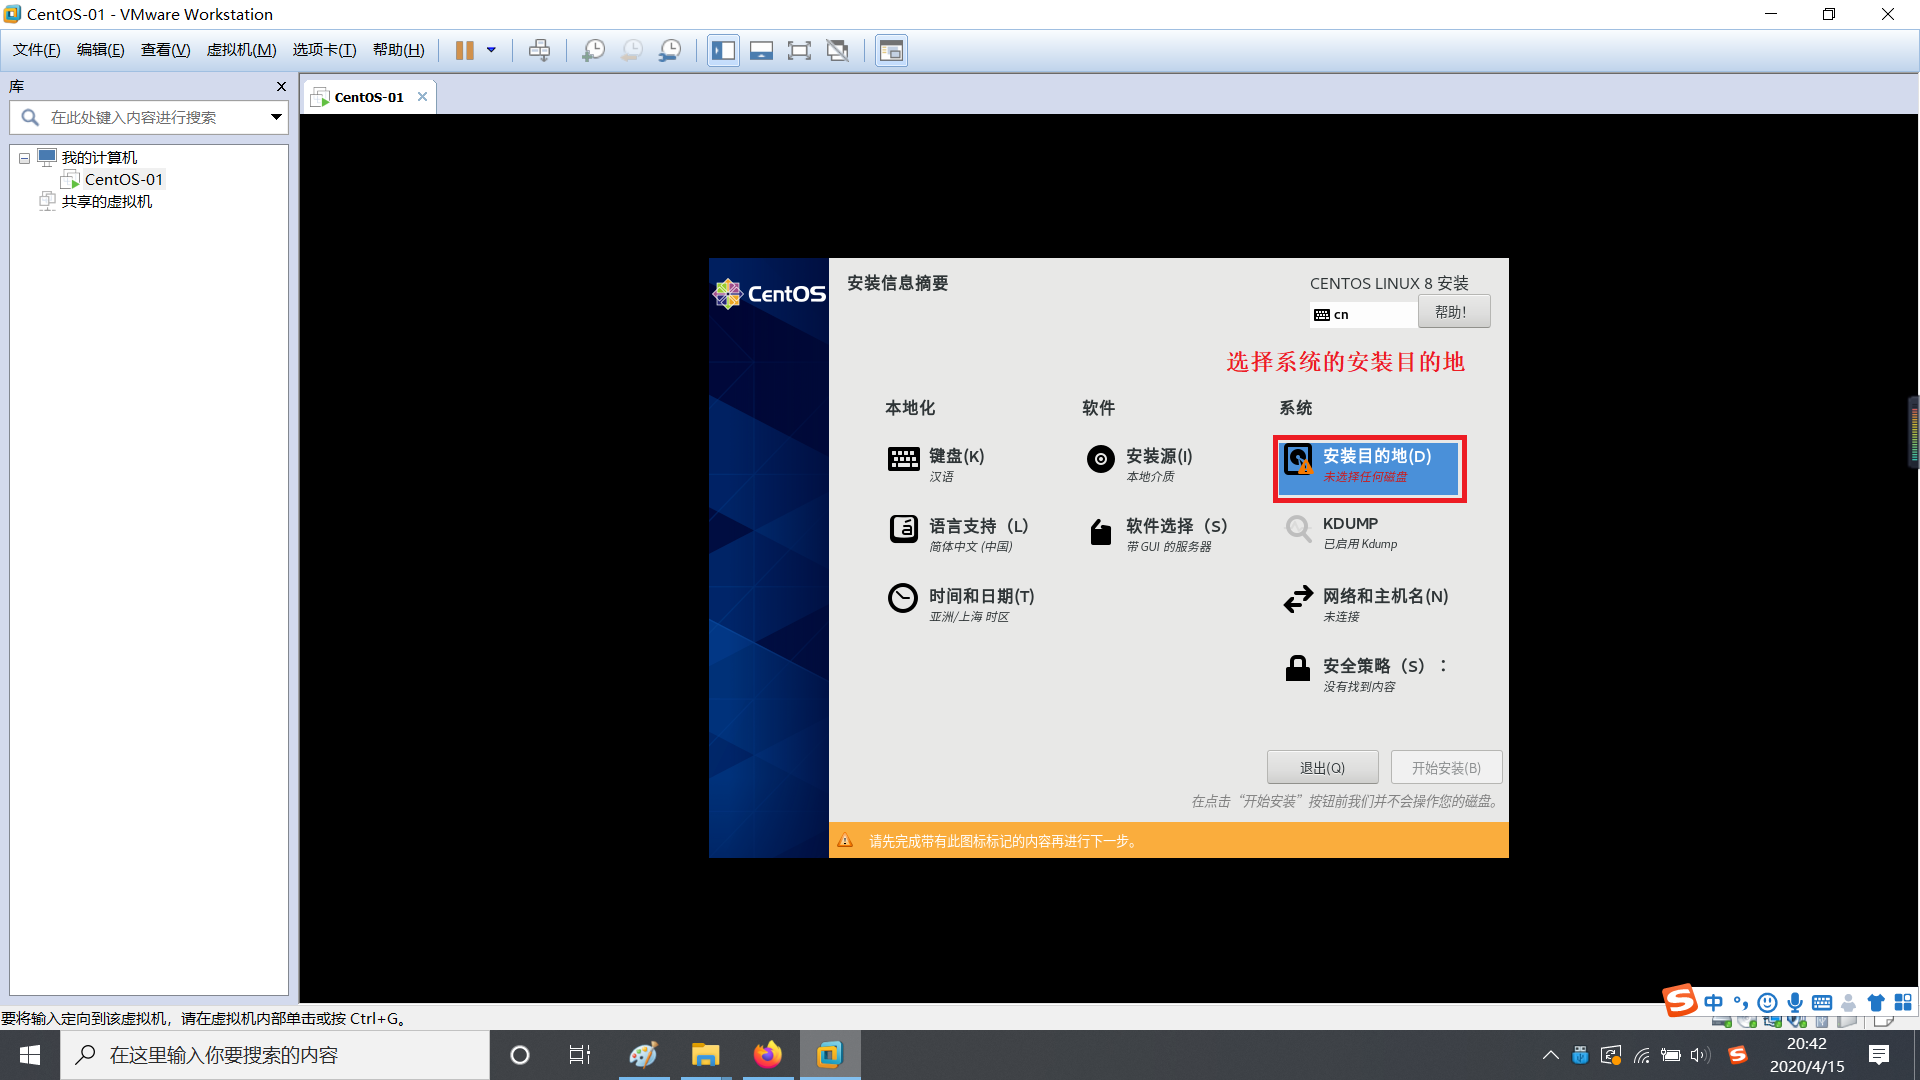 CentOS-01 - VMware Workstation
文件(F) 编辑(E) 查看(V) 虚拟机(M) 选项卡(T) 帮助(H)
库
CentOS-01
在此处键入内容进行搜索
我的计算机
CentOS-01
共享的虚拟机
CentOS
安装信息摘要
CENTOS LINUX 8 安装
cn
帮助!
选择系统的安装目的地
本地化
软件
系统
键盘(K)
汉语
安装源(I)
本地介质
安装目的地(D)
未选择任何磁盘
语言支持（L）
简体中文 (中国)
软件选择（S）
带 GUI 的服务器
KDUMP
已启用 Kdump
时间和日期(T)
亚洲/上海 时区
网络和主机名(N)
未连接
安全策略（S）：
没有找到内容
退出(Q)
开始安装(B)
在点击“开始安装”按钮前我们并不会操作您的磁盘。
请先完成带有此图标标记的内容再进行下一步。
中
要将输入定向到该虚拟机，请在虚拟机内部单击或按 Ctrl+G。
在这里输入你要搜索的内容
20:42
2020/4/15